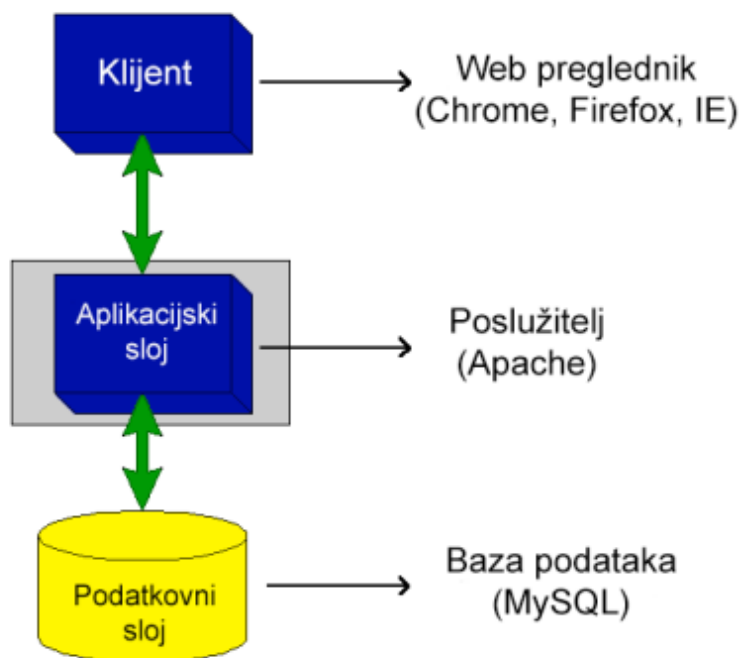 Klijent
Web preglednik
(Chrome, Firefox, IE)
Aplikacijski
sloj
Poslužitelj
(Apache)
Podatkovni
sloj
Baza podataka
(MySQL)